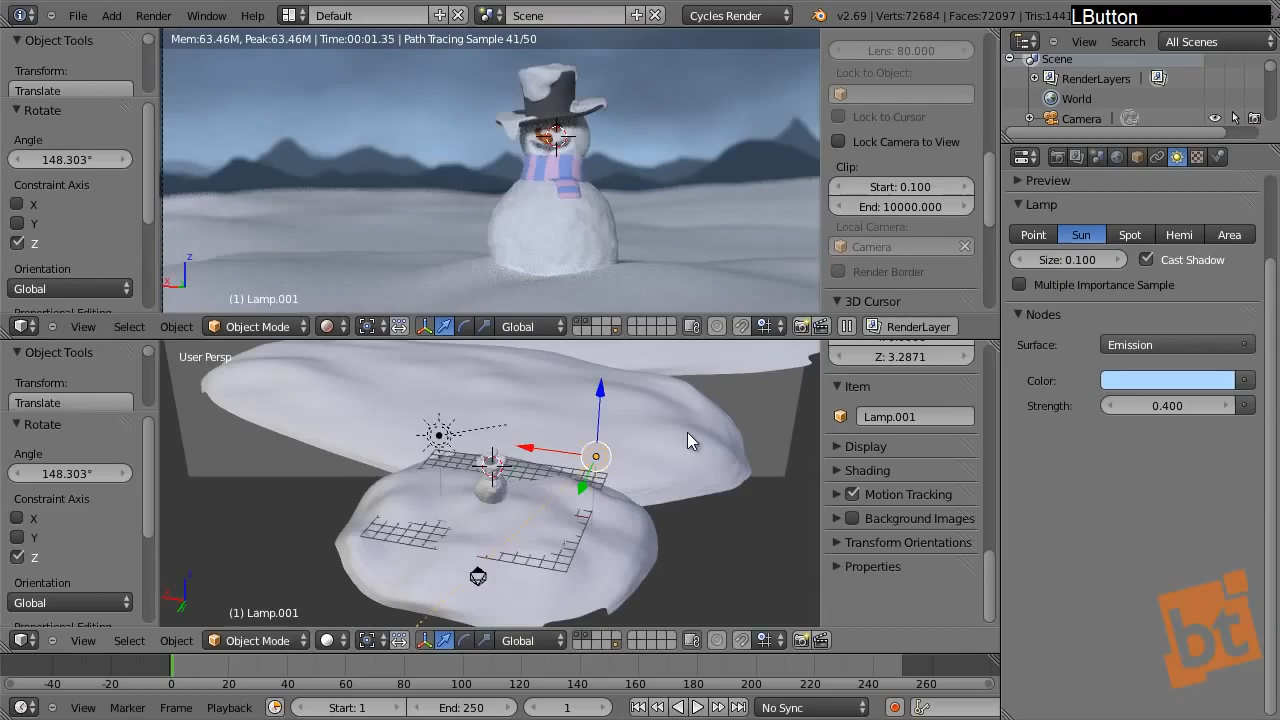 File Add Render Window Help Default Scene Cycles Render v2.69 | Verts:72684 | Faces:72097 | Tris:1441
LButton
Object Tools
Transform:
Translate
Rotate
Angle
148.303°
Constraint Axis
X
Y
Z
Orientation
Global
Mem:63.46M, Peak:63.46M | Time:00:01.35 | Path Tracing Sample 41/50
z
x
(1) Lamp.001
Lens: 80.000
Lock to Object:
Lock to Cursor
Lock Camera to View
Clip:
Start: 0.100
End: 10000.000
Local Camera:
Camera
Render Border
3D Cursor
View Select Object Object Mode Global RenderLayer
Object Tools
Transform:
Translate
Rotate
Angle
148.303°
Constraint Axis
X
Y
Z
Orientation
Global
User Persp
(1) Lamp.001
Z: 3.2871
Item
Lamp.001
Display
Shading
Motion Tracking
Background Images
Transform Orientations
Properties
View Select Object Object Mode Global
-40 -20 0 20 40 60 80 100 120 140 160 180 200 220 240 260
View Marker Frame Playback Start: 1 End: 250 1 No Sync
View Search All Scenes
Scene
RenderLayers
World
Camera
Preview
Lamp
Point Sun Spot Hemi Area
Size: 0.100 Cast Shadow
Multiple Importance Sample
Nodes
Surface: Emission
Color:
Strength: 0.400
bt